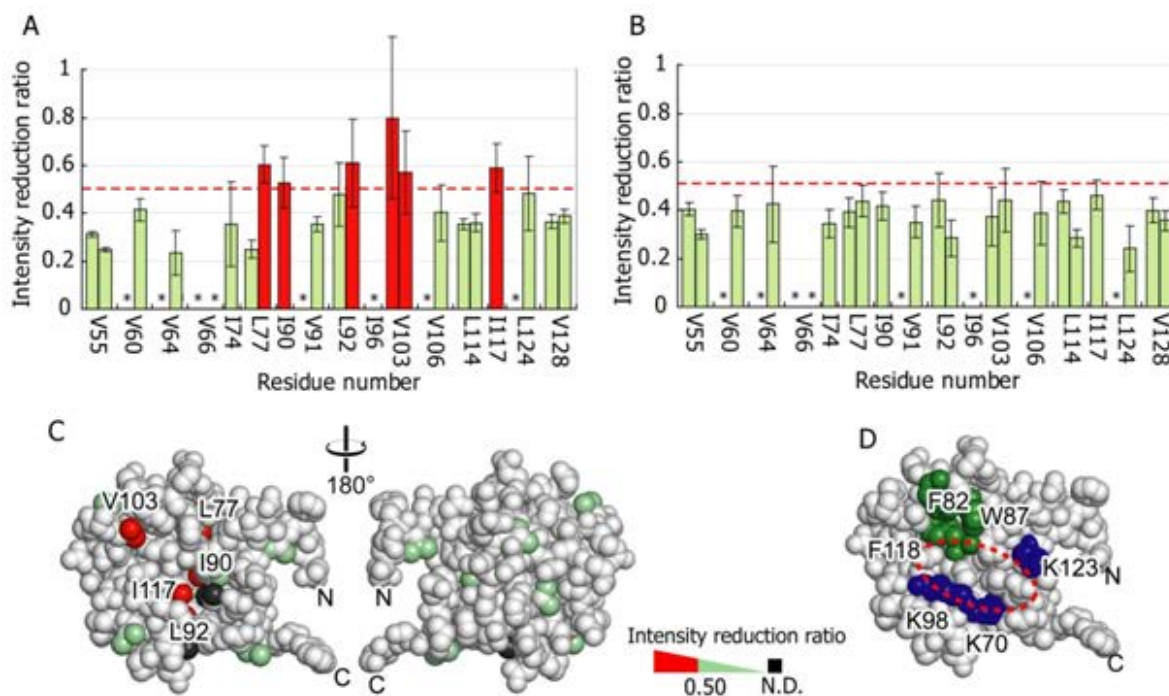 A
Intensity reduction ratio
1
0.8
0.6
0.4
0.2
0
* * * * * * * *
V55 V60 V64 V66 I74 L77 I90 V91 L92 I96 V103 V106 L114 I117 L124 V128
Residue number
B
Intensity reduction ratio
1
0.8
0.6
0.4
0.2
0
* * * * * * * *
V55 V60 V64 V66 I74 L77 I90 V91 L92 I96 V103 V106 L114 I117 L124 V128
Residue number
C
180°
V103
L77
I90
I117
L92
N
C
N
C
Intensity reduction ratio
0.50
N.D.
D
F82
W87
F118
K123
N
K98
K70
C